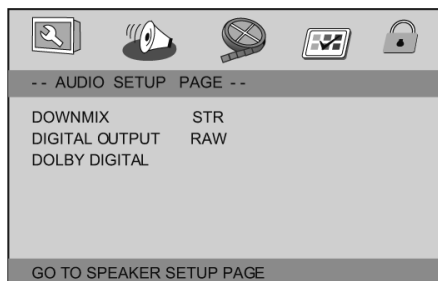 -- AUDIO SETUP PAGE --
DOWNMIX STR
DIGITAL OUTPUT RAW
DOLBY DIGITAL
GO TO SPEAKER SETUP PAGE